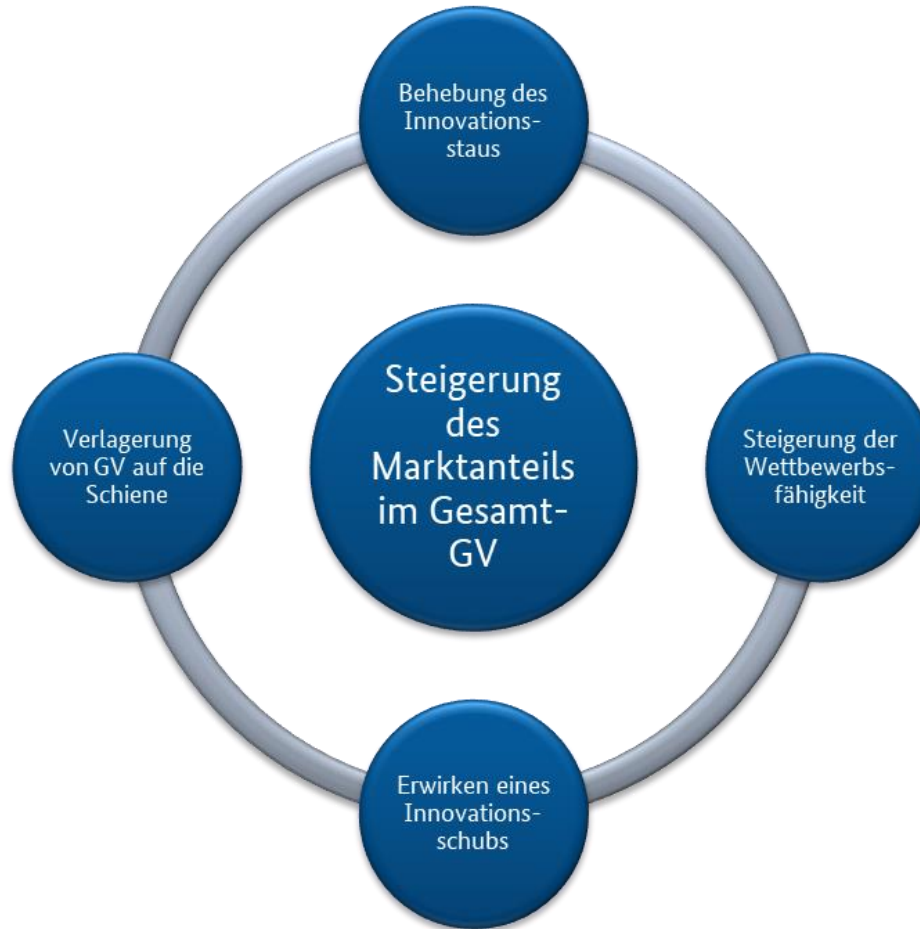 Behebung des
Innovations-
staus
Verlagerung
von GV auf die
Schiene
Steigerung
des
Marktanteils
im Gesamt-
GV
Steigerung der
Wettbewerbs-
fähigkeit
Erwirken eines
Innovations-
schubs